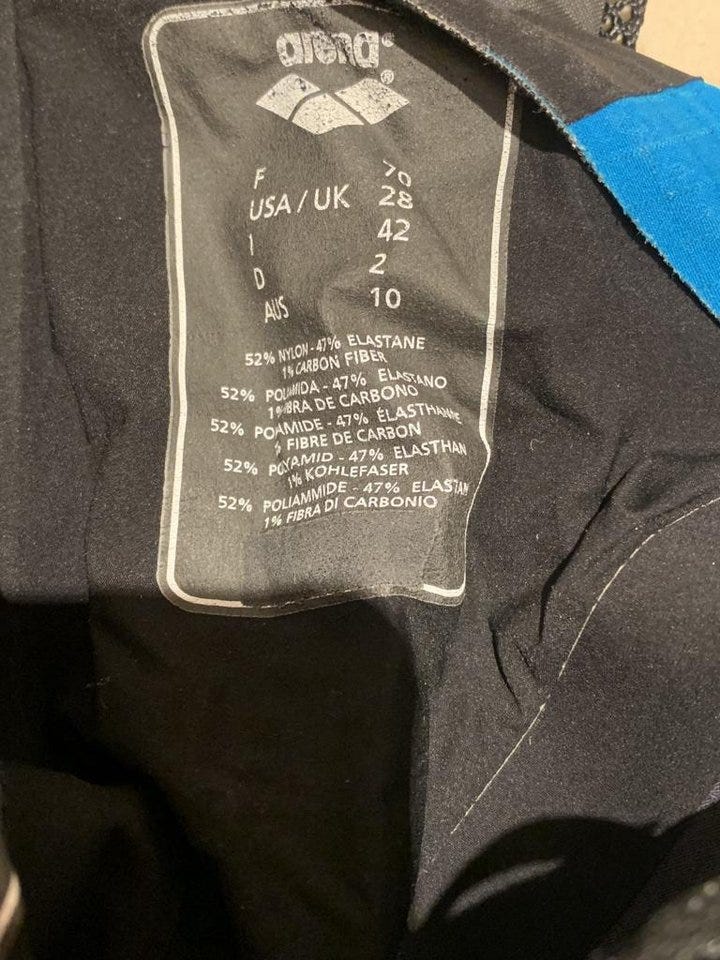 arena®
®
F 70
USA / UK 28
I 42
D 2
AUS 10
52% NYLON - 47% ELASTANE
1% CARBON FIBER
52% POLIAMIDA - 47% ELASTANO
1% FIBRA DE CARBONO
52% POLYAMIDE - 47% ÉLASTHANNE
FIBRE DE CARBON
52% POLYAMID - 47% ELASTHAN
1% KOHLEFASER
52% POLIAMMIDE - 47% ELASTAN
1% FIBRA DI CARBONIO